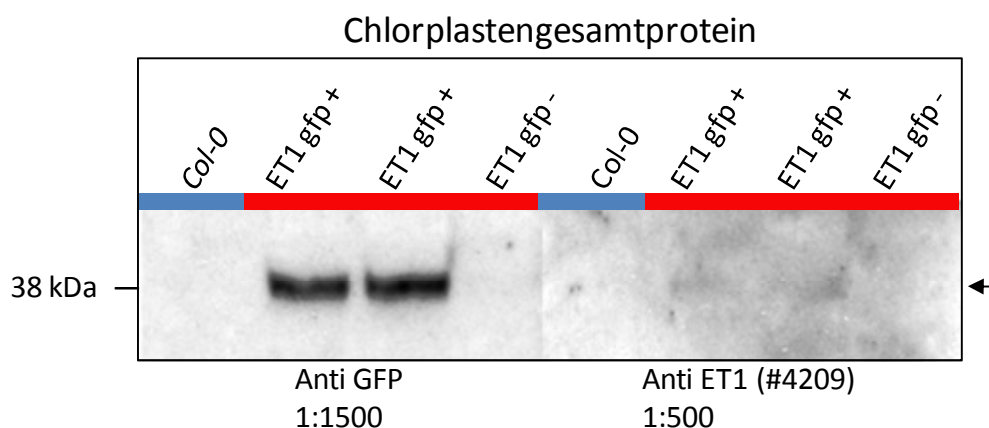 Chlorplastengesamtprotein
Col-0
ET1 gfp +
ET1 gfp +
ET1 gfp -
Col-0
ET1 gfp +
ET1 gfp +
ET1 gfp -
38 kDa
Anti GFP
1:1500
Anti ET1 (#4209)
1:500